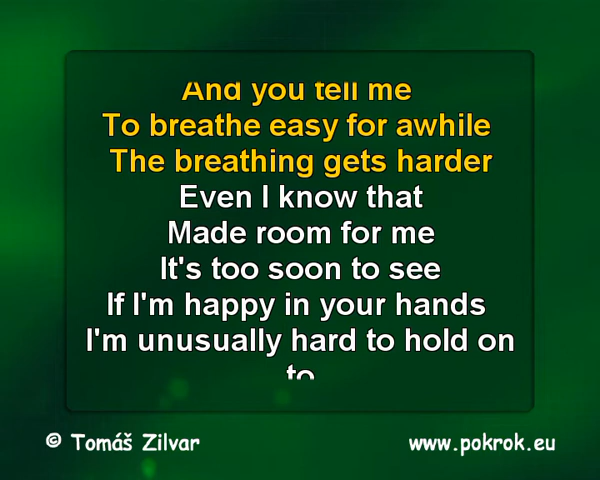 And you tell me
To breathe easy for awhile
The breathing gets harder
Even I know that
Made room for me
It's too soon to see
If I'm happy in your hands
I'm unusually hard to hold on
to
© Tomáš Zilvar
www.pokrok.eu